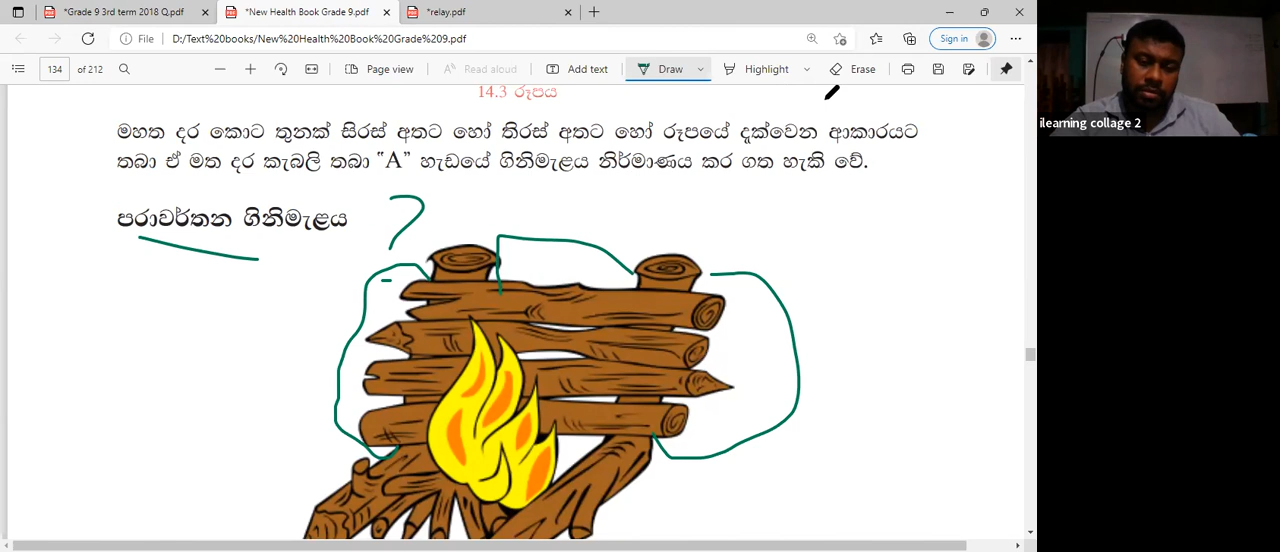 *Grade 9 3rd term 2018 Q.pdf
*New Health Book Grade 9.pdf
*relay.pdf
File
D:/Text%20books/New%20Health%20Book%20Grade%209.pdf
Sign in
134 of 212
Page view
Read aloud
Add text
Draw
Highlight
Erase
ilearning collage 2
14.3 රූපය
මහත දර කොට තුනක් සිරස් අතට හෝ තිරස් අතට හෝ රූපයේ දැක්වෙන ආකාරයට
තබා ඒ මත දර කැබලි තබා "A" හැඩයේ ගිනිමැළය නිර්මාණය කර ගත හැකි වේ.
පරාවර්තන ගිනිමැළය
?